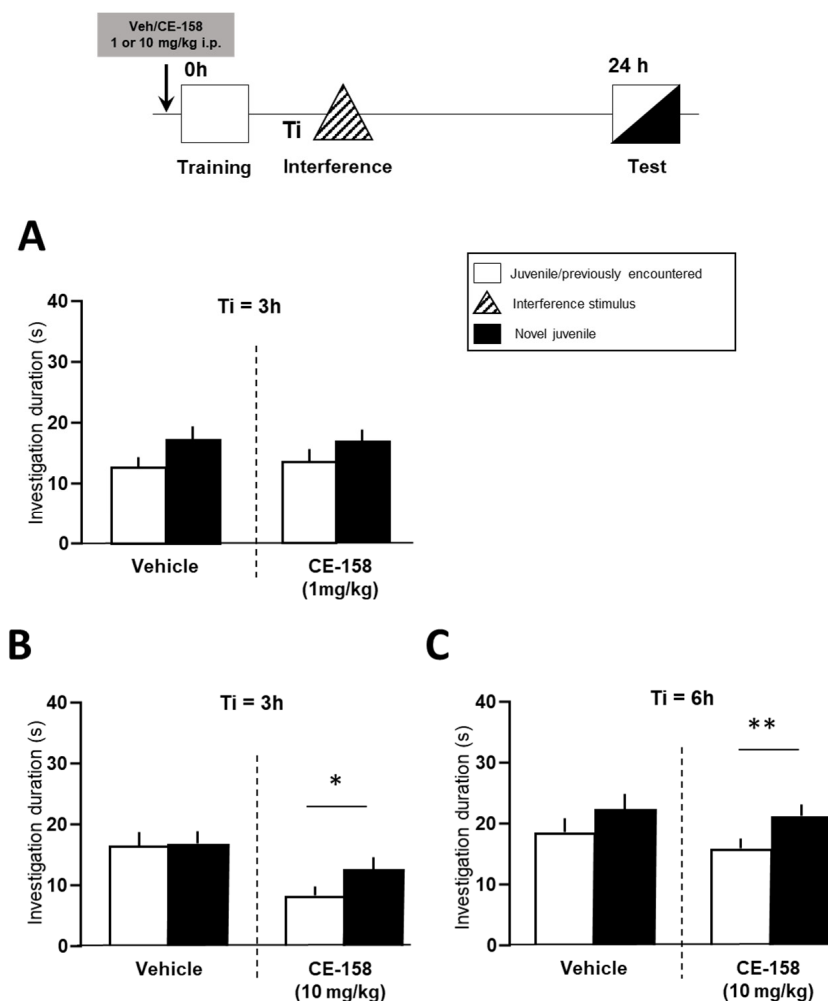 Veh/CE-158
1 or 10 mg/kg i.p.
0h
24 h
Ti
Training
Interference
Test
A
Juvenile/previously encountered
Interference stimulus
Novel juvenile
Ti = 3h
Investigation duration (s)
40
30
20
10
0
Vehicle
CE-158
(1mg/kg)
B
Ti = 3h
Investigation duration (s)
40
30
20
10
0
*
Vehicle
CE-158
(10 mg/kg)
C
Ti = 6h
Investigation duration (s)
40
30
20
10
0
**
Vehicle
CE-158
(10 mg/kg)